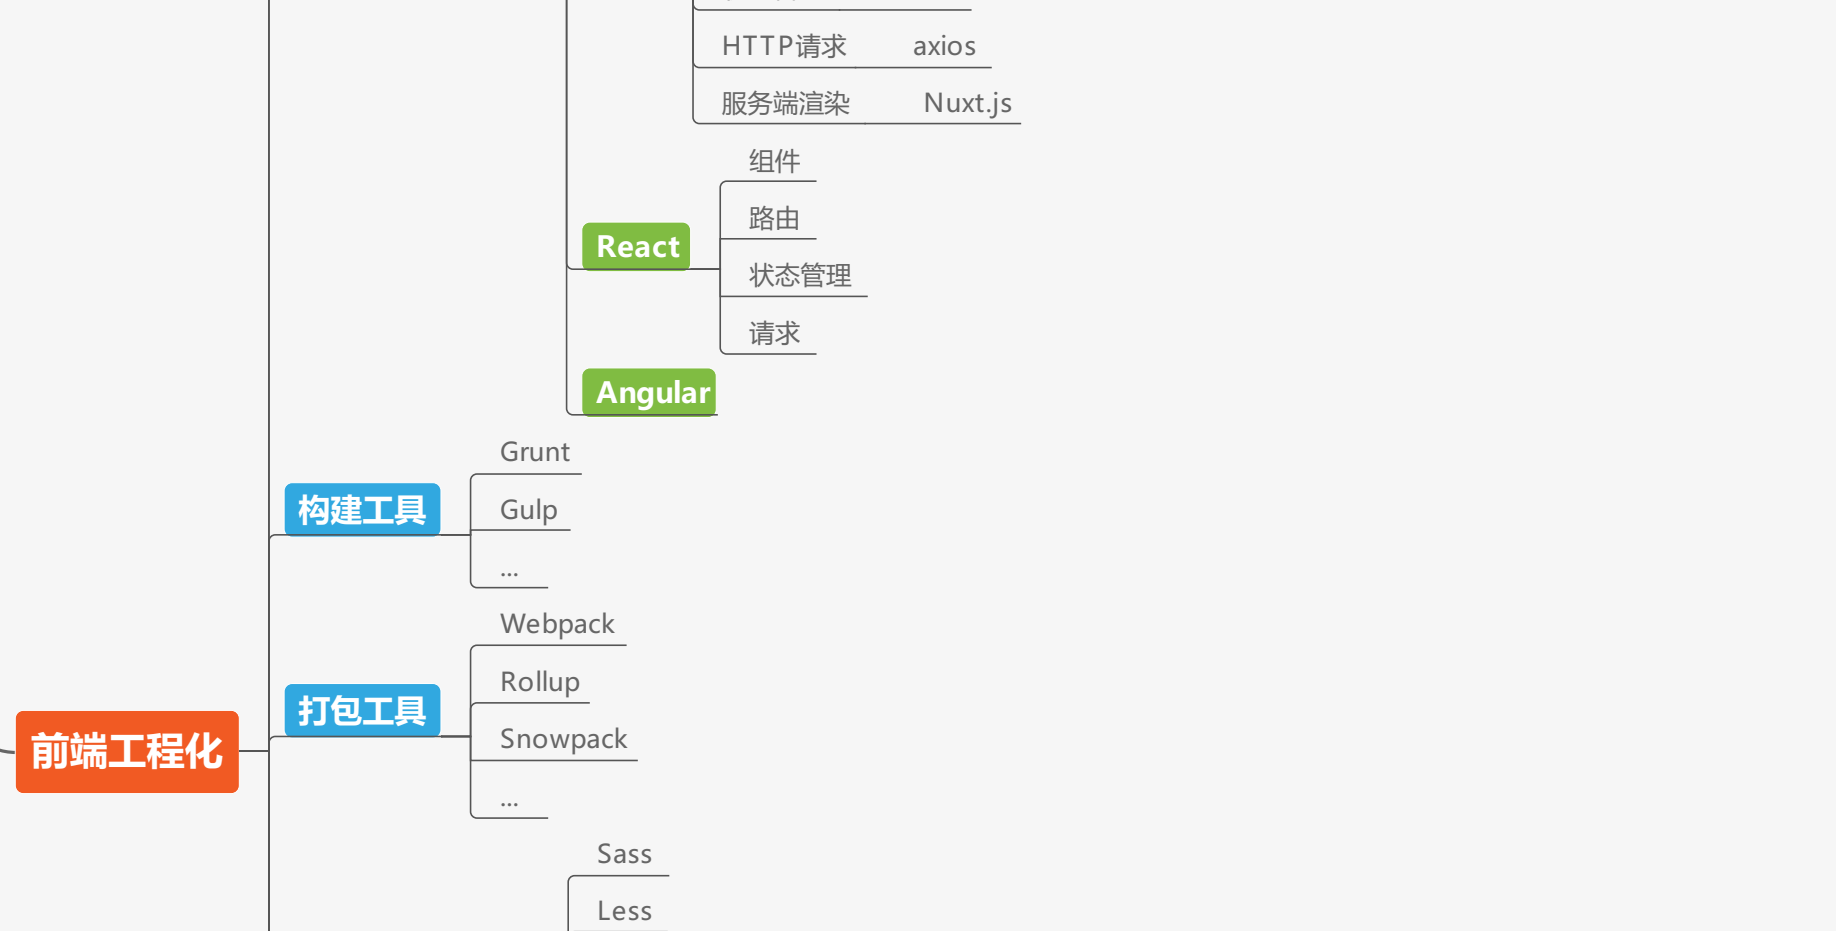 HTTP请求 axios
服务端渲染 Nuxt.js
组件
路由
React
状态管理
请求
Angular
Grunt
构建工具
Gulp
...
Webpack
Rollup
打包工具
Snowpack
前端工程化
...
Sass
Less